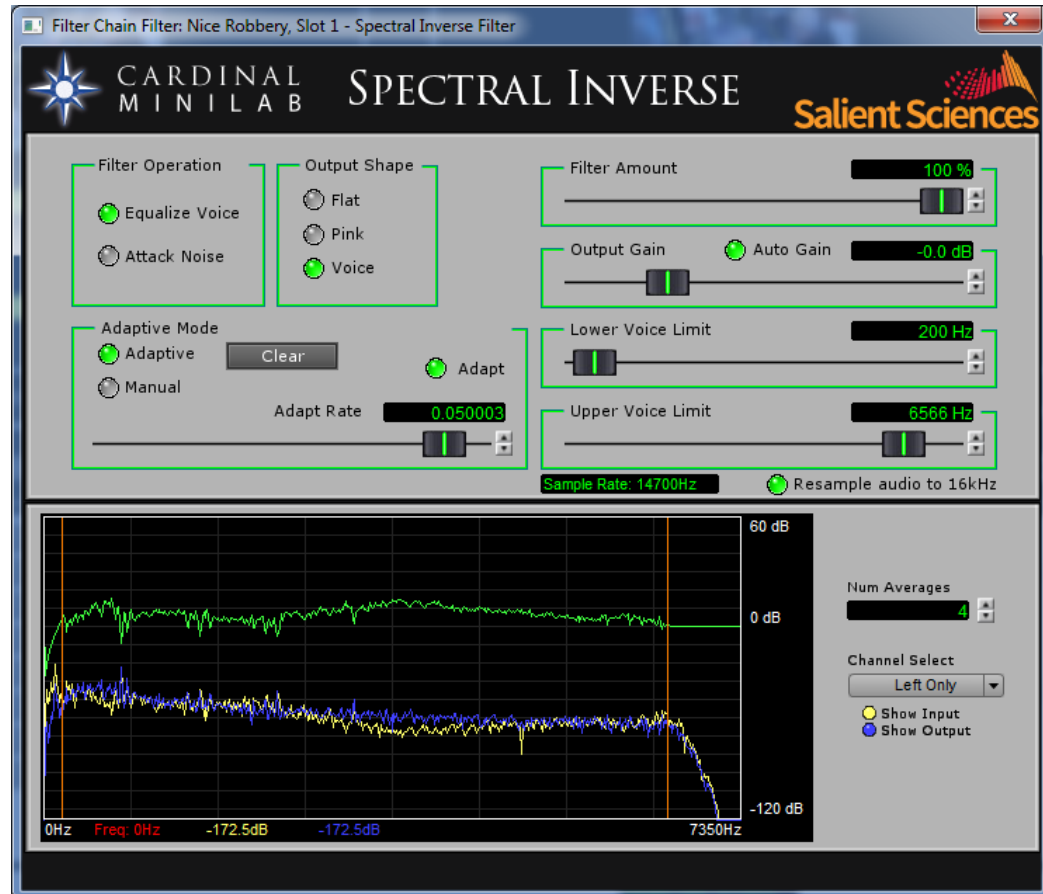 Filter Chain Filter: Nice Robbery, Slot 1 - Spectral Inverse Filter
CARDINAL
MINILAB
SPECTRAL INVERSE
Salient Sciences
Filter Operation
Equalize Voice
Attack Noise
Output Shape
Flat
Pink
Voice
Filter Amount
100 %
Output Gain
Auto Gain
-0.0 dB
Adaptive Mode
Adaptive
Clear
Adapt
Manual
Adapt Rate
0.050003
Lower Voice Limit
200 Hz
Upper Voice Limit
6566 Hz
Sample Rate: 14700Hz
Resample audio to 16kHz
60 dB
0 dB
-120 dB
0Hz
Freq: 0Hz
-172.5dB
-172.5dB
7350Hz
Num Averages
4
Channel Select
Left Only
Show Input
Show Output